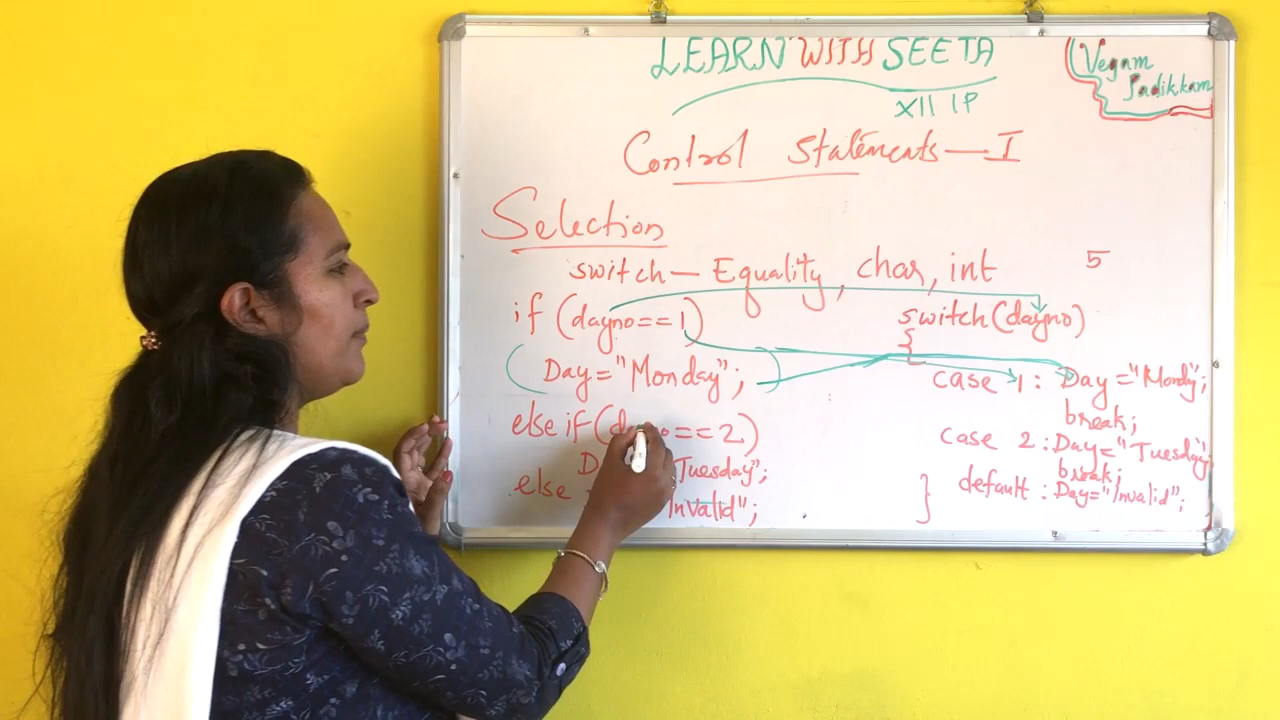 LEARN WITH SEETA
XII IP
Vegam
Padikkam
Control Statements — I
Selection
switch — Equality, char, int
5
if (dayno == 1)
Day = "Monday";
else if (dayno == 2)
"Tuesday";
else
"Invalid";
switch(dayno)
{
case 1: Day = "Monday";
break;
case 2: Day = "Tuesday"
break;
default: Day = "Invalid";
}